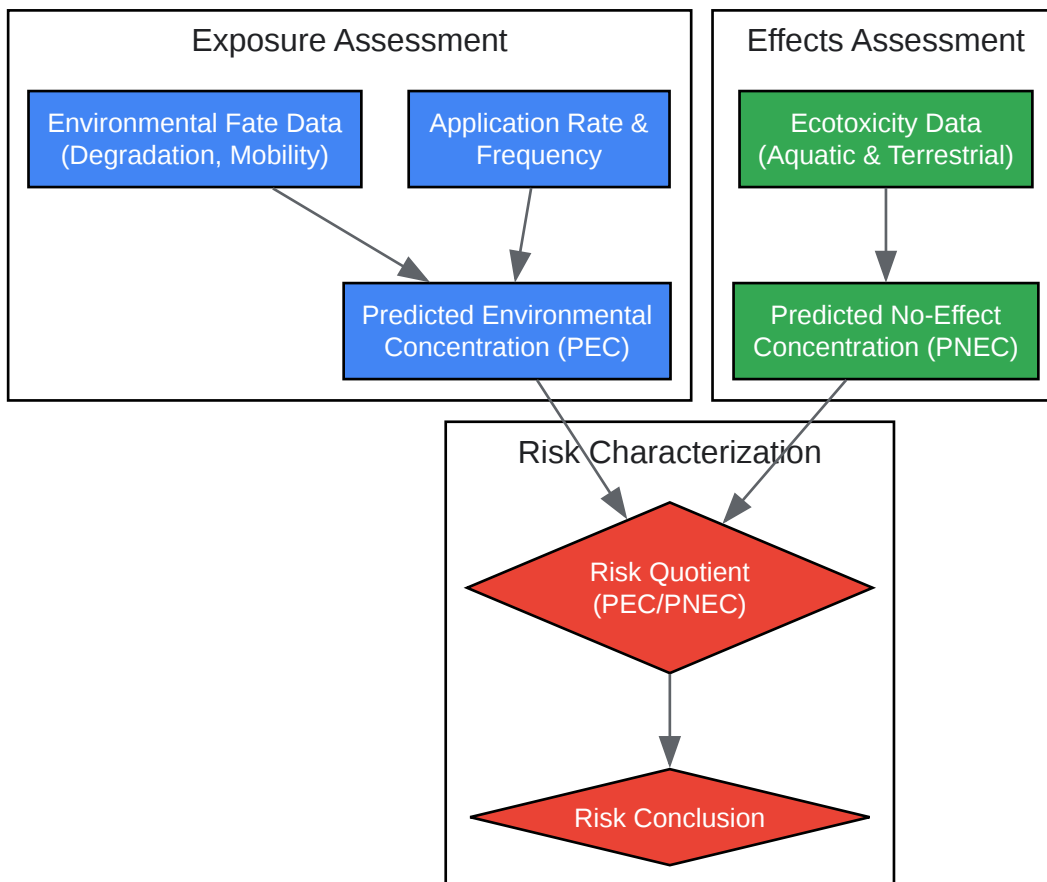 Exposure Assessment
Effects Assessment
Environmental Fate Data
(Degradation, Mobility)
Application Rate &
Frequency
Ecotoxicity Data
(Aquatic & Terrestrial)
Predicted Environmental
Concentration (PEC)
Predicted No-Effect
Concentration (PNEC)
Risk Characterization
Risk Quotient
(PEC/PNEC)
Risk Conclusion